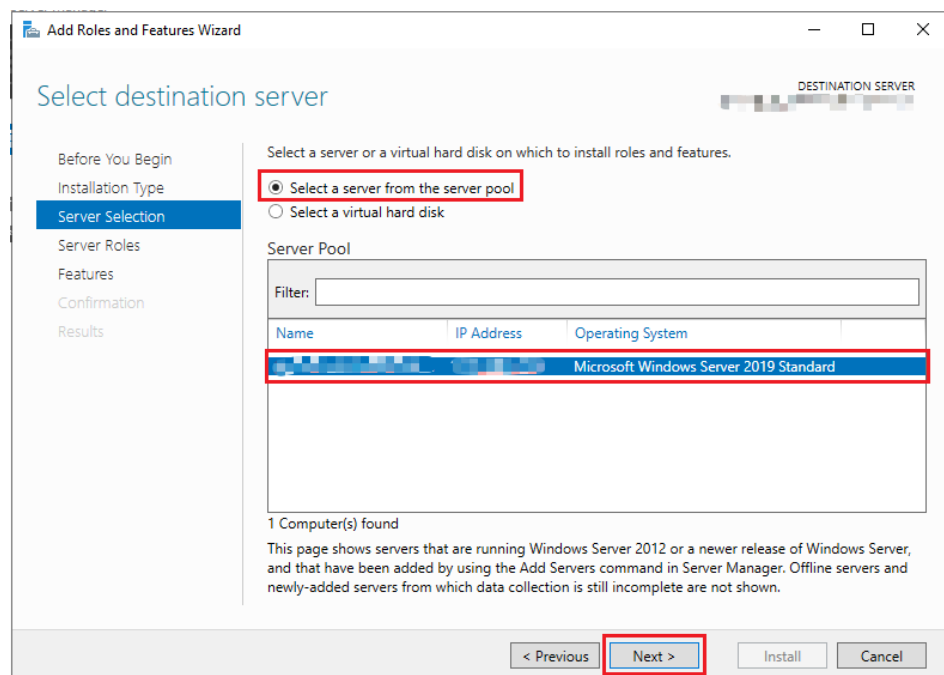 Add Roles and Features Wizard
Select destination server
DESTINATION SERVER
Before You Begin
Installation Type
Server Selection
Server Roles
Features
Confirmation
Results
Select a server or a virtual hard disk on which to install roles and features.
Select a server from the server pool
Select a virtual hard disk
Server Pool
Filter:
Name IP Address Operating System
Microsoft Windows Server 2019 Standard
1 Computer(s) found
This page shows servers that are running Windows Server 2012 or a newer release of Windows Server,
and that have been added by using the Add Servers command in Server Manager. Offline servers and
newly-added servers from which data collection is still incomplete are not shown.
< Previous Next > Install Cancel